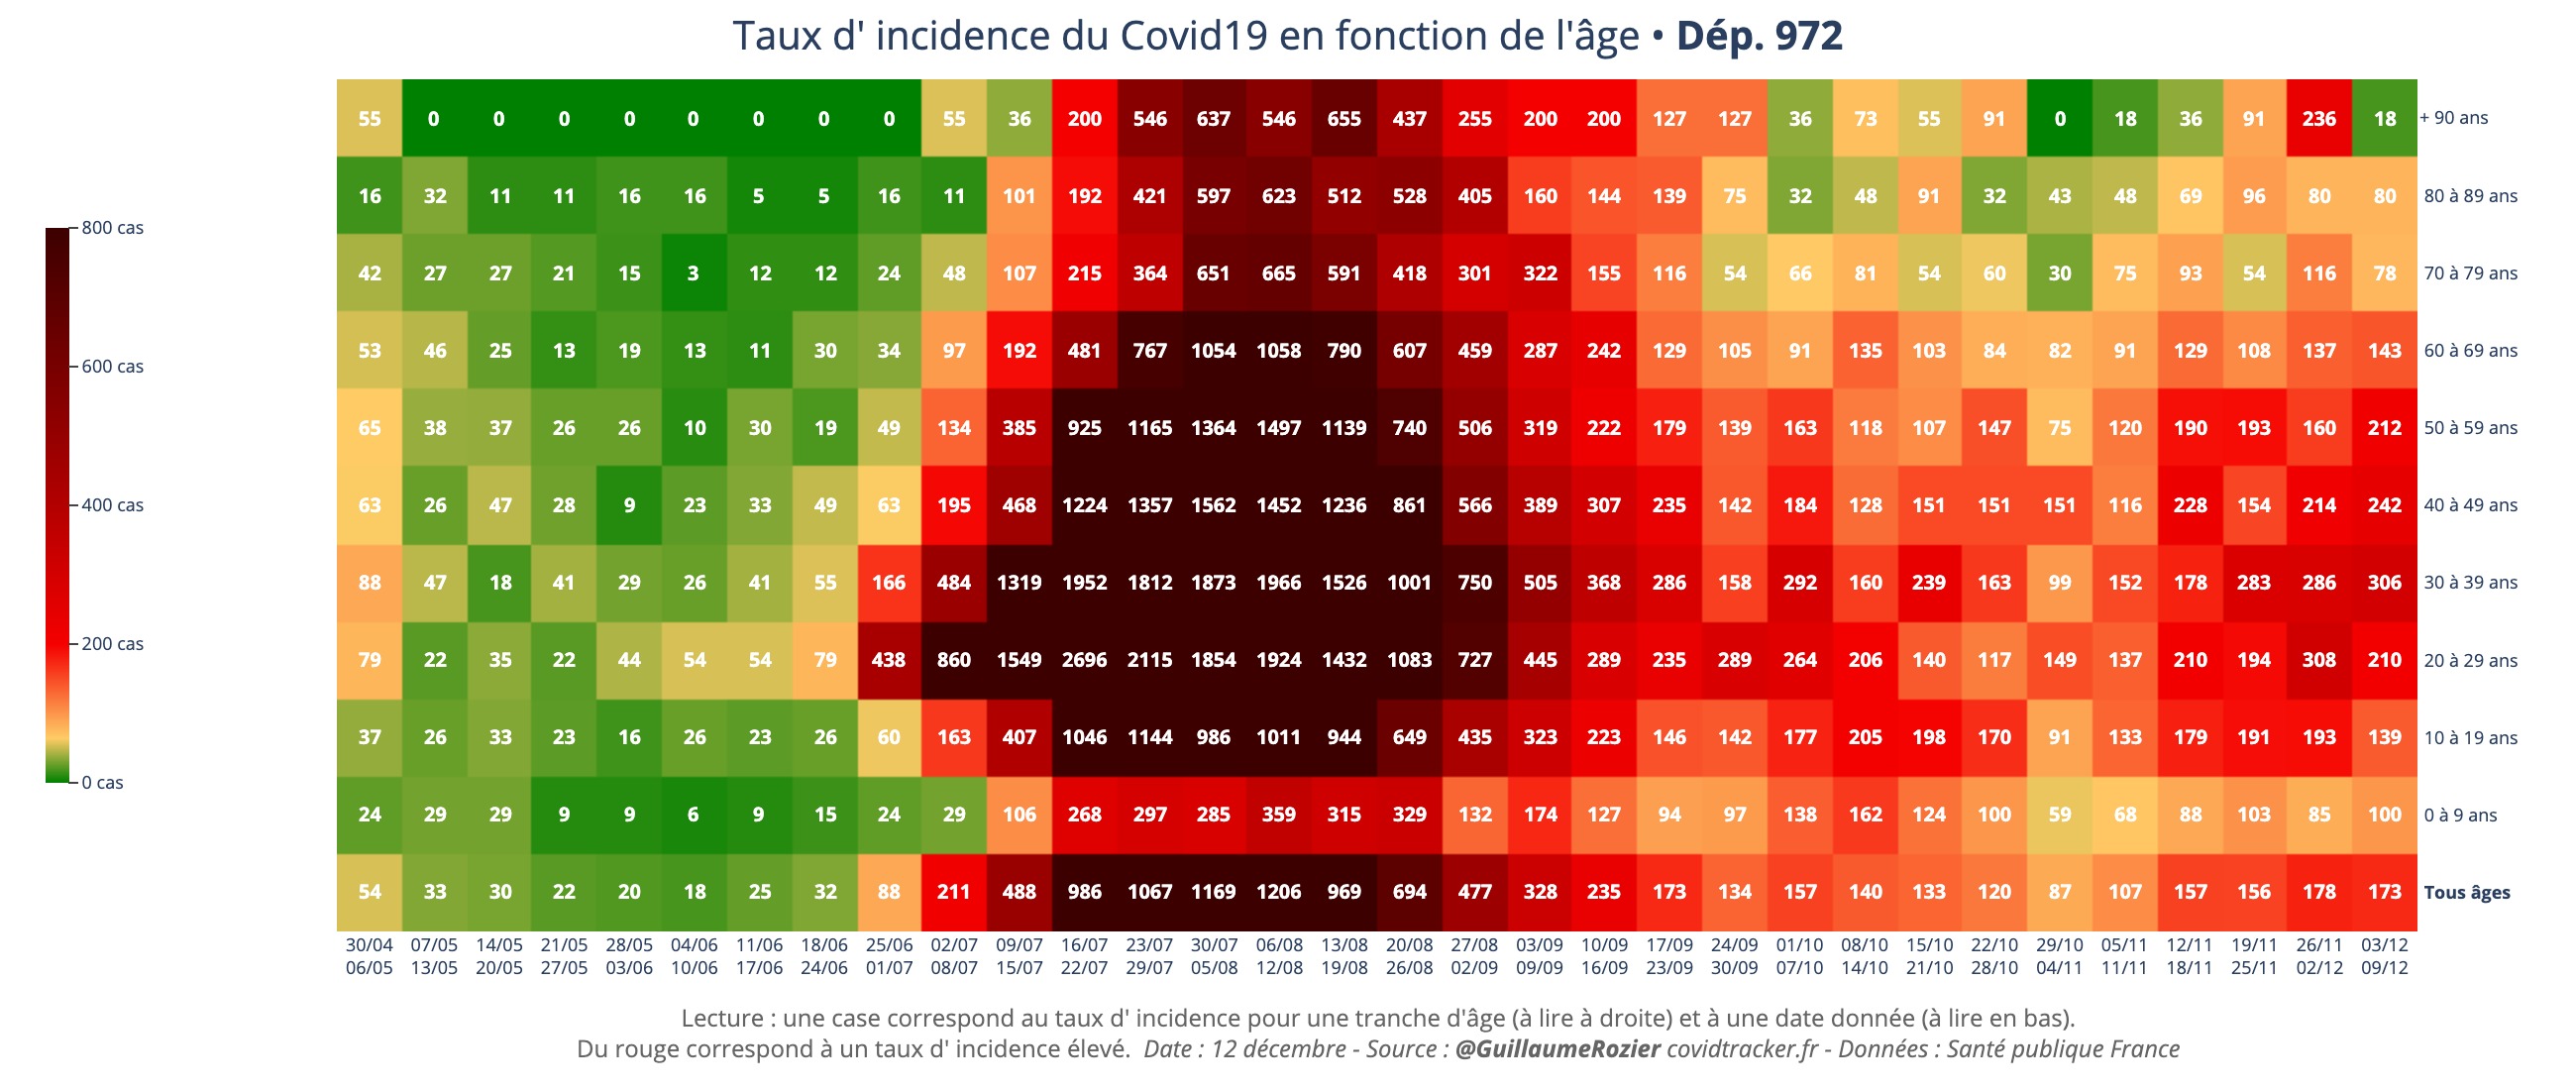 Taux d' incidence du Covid19 en fonction de l'âge • Dép. 972
800 cas
600 cas
400 cas
200 cas
0 cas
55 0 0 0 0 0 0 0 0 55 36 200 546 637 546 655 437 255 200 200 127 127 36 73 55 91 0 18 36 91 236 18 + 90 ans
16 32 11 11 16 16 5 5 16 11 101 192 421 597 623 512 528 405 160 144 139 75 32 48 91 32 43 48 69 96 80 80 80 à 89 ans
42 27 27 21 15 3 12 12 24 48 107 215 364 651 665 591 418 301 322 155 116 54 66 81 54 60 30 75 93 54 116 78 70 à 79 ans
53 46 25 13 19 13 11 30 34 97 192 481 767 1054 1058 790 607 459 287 242 129 105 91 135 103 84 82 91 129 108 137 143 60 à 69 ans
65 38 37 26 26 10 30 19 49 134 385 925 1165 1364 1497 1139 740 506 319 222 179 139 163 118 107 147 75 120 190 193 160 212 50 à 59 ans
63 26 47 28 9 23 33 49 63 195 468 1224 1357 1562 1452 1236 861 566 389 307 235 142 184 128 151 151 151 116 228 154 214 242 40 à 49 ans
88 47 18 41 29 26 41 55 166 484 1319 1952 1812 1873 1966 1526 1001 750 505 368 286 158 292 160 239 163 99 152 178 283 286 306 30 à 39 ans
79 22 35 22 44 54 54 79 438 860 1549 2696 2115 1854 1924 1432 1083 727 445 289 235 289 264 206 140 117 149 137 210 194 308 210 20 à 29 ans
37 26 33 23 16 26 23 26 60 163 407 1046 1144 986 1011 944 649 435 323 223 146 142 177 205 198 170 91 133 179 191 193 139 10 à 19 ans
24 29 29 9 9 6 9 15 24 29 106 268 297 285 359 315 329 132 174 127 94 97 138 162 124 100 59 68 88 103 85 100 0 à 9 ans
54 33 30 22 20 18 25 32 88 211 488 986 1067 1169 1206 969 694 477 328 235 173 134 157 140 133 120 87 107 157 156 178 173 Tous âges
30/04 07/05 14/05 21/05 28/05 04/06 11/06 18/06 25/06 02/07 09/07 16/07 23/07 30/07 06/08 13/08 20/08 27/08 03/09 10/09 17/09 24/09 01/10 08/10 15/10 22/10 29/10 05/11 12/11 19/11 26/11 03/12
06/05 13/05 20/05 27/05 03/06 10/06 17/06 24/06 01/07 08/07 15/07 22/07 29/07 05/08 12/08 19/08 26/08 02/09 09/09 16/09 23/09 30/09 07/10 14/10 21/10 28/10 04/11 11/11 18/11 25/11 02/12 09/12
Lecture : une case correspond au taux d' incidence pour une tranche d'âge (à lire à droite) et à une date donnée (à lire en bas).
Du rouge correspond à un taux d' incidence élevé. Date : 12 décembre - Source : @GuillaumeRozier covidtracker.fr - Données : Santé publique France